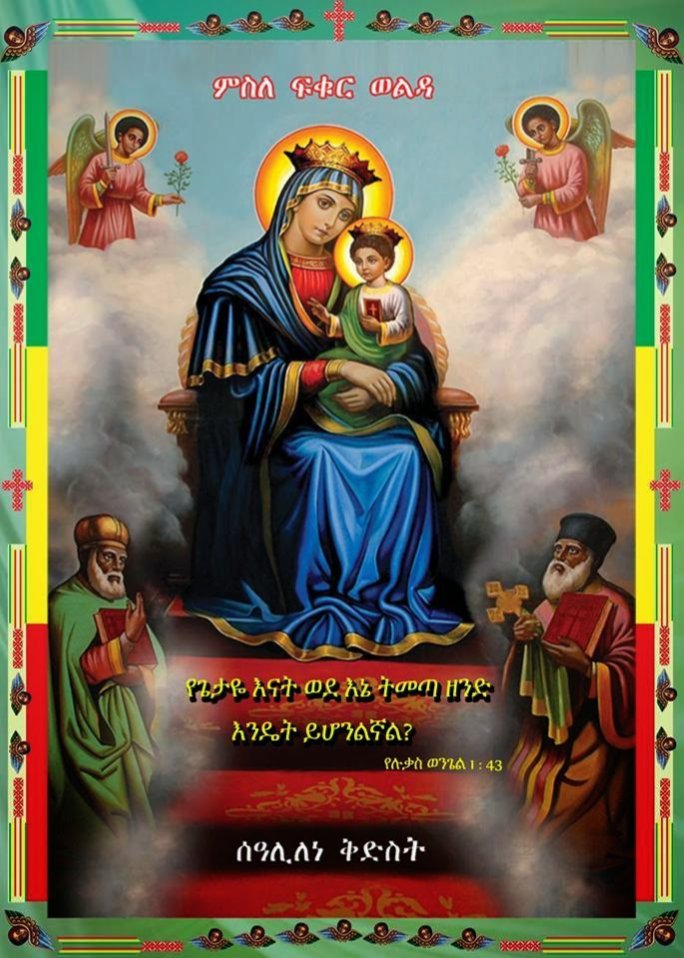 ምስለ ፍቁር ወልዳ
የጌታዬ እናት ወደ እኔ ትመጣ ዘንድ
እንዴት ይሆንልኛል?
የሉቃስ ወንጌል 1 : 43
ሰዓሊለነ ቅድስት